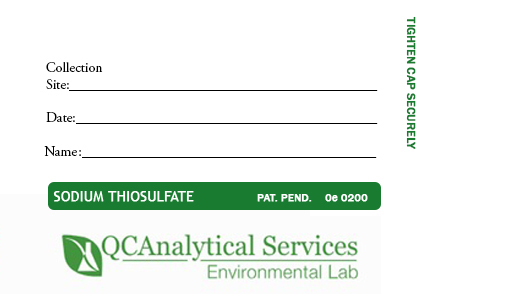 Collection
Site:
Date:
Name:
SODIUM THIOSULFATE PAT. PEND. 0e 0200
QCAnalytical Services
Environmental Lab
TIGHTEN CAP SECURELY